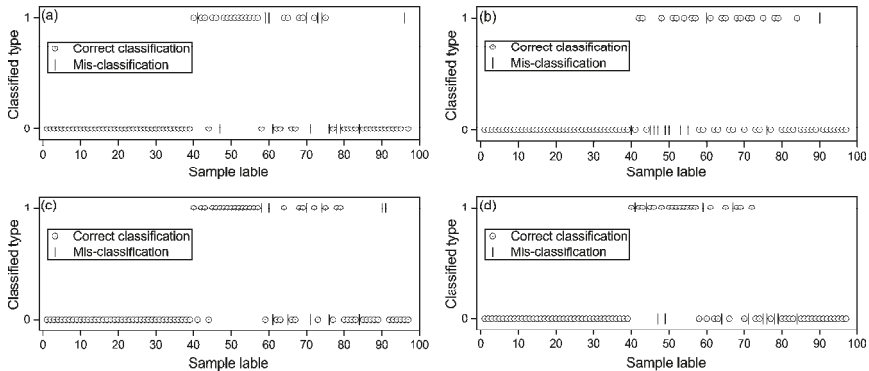 (a)
1
0
Classified type
Correct classification
Mis-classification
1 10 20 30 40 50 60 70 80 90 100
Sample lable
(b)
1
0
Classified type
Correct classification
Mis-classification
0 10 20 30 40 50 60 70 80 90 100
Sample lable
(c)
1
0
Classified type
Correct classification
Mis-classification
0 10 20 30 40 50 60 70 80 90 100
Sample lable
(d)
1
0
Classified type
Correct classification
Mis-classification
0 10 20 30 40 50 60 70 80 90 100
Sample lable